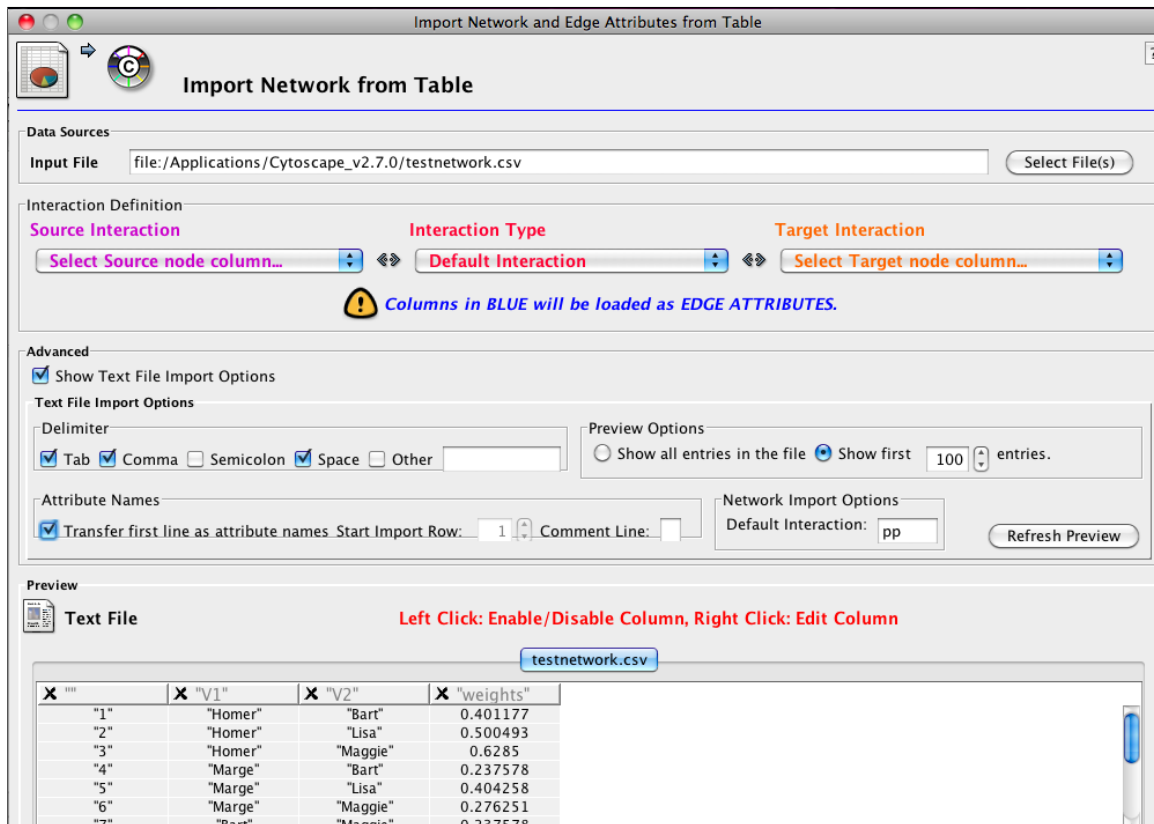 Import Network and Edge Attributes from Table
?
C
Import Network from Table
Data Sources
Input File file:/Applications/Cytoscape_v2.7.0/testnetwork.csv Select File(s)
Interaction Definition
Source Interaction Interaction Type Target Interaction
Select Source node column... Default Interaction Select Target node column...
Columns in BLUE will be loaded as EDGE ATTRIBUTES.
Advanced
Show Text File Import Options
Text File Import Options
Delimiter Preview Options
Tab Comma Semicolon Space Other Show all entries in the file Show first 100 entries.
Attribute Names Network Import Options
Transfer first line as attribute names Start Import Row: 1 Comment Line: Default Interaction: pp Refresh Preview
Preview
Text File Left Click: Enable/Disable Column, Right Click: Edit Column
testnetwork.csv
"" "V1" "V2" "weights"
"1" "Homer" "Bart" 0.401177
"2" "Homer" "Lisa" 0.500493
"3" "Homer" "Maggie" 0.6285
"4" "Marge" "Bart" 0.237578
"5" "Marge" "Lisa" 0.404258
"6" "Marge" "Maggie" 0.276251
"7" "Bart" "Maggie" 0.237578